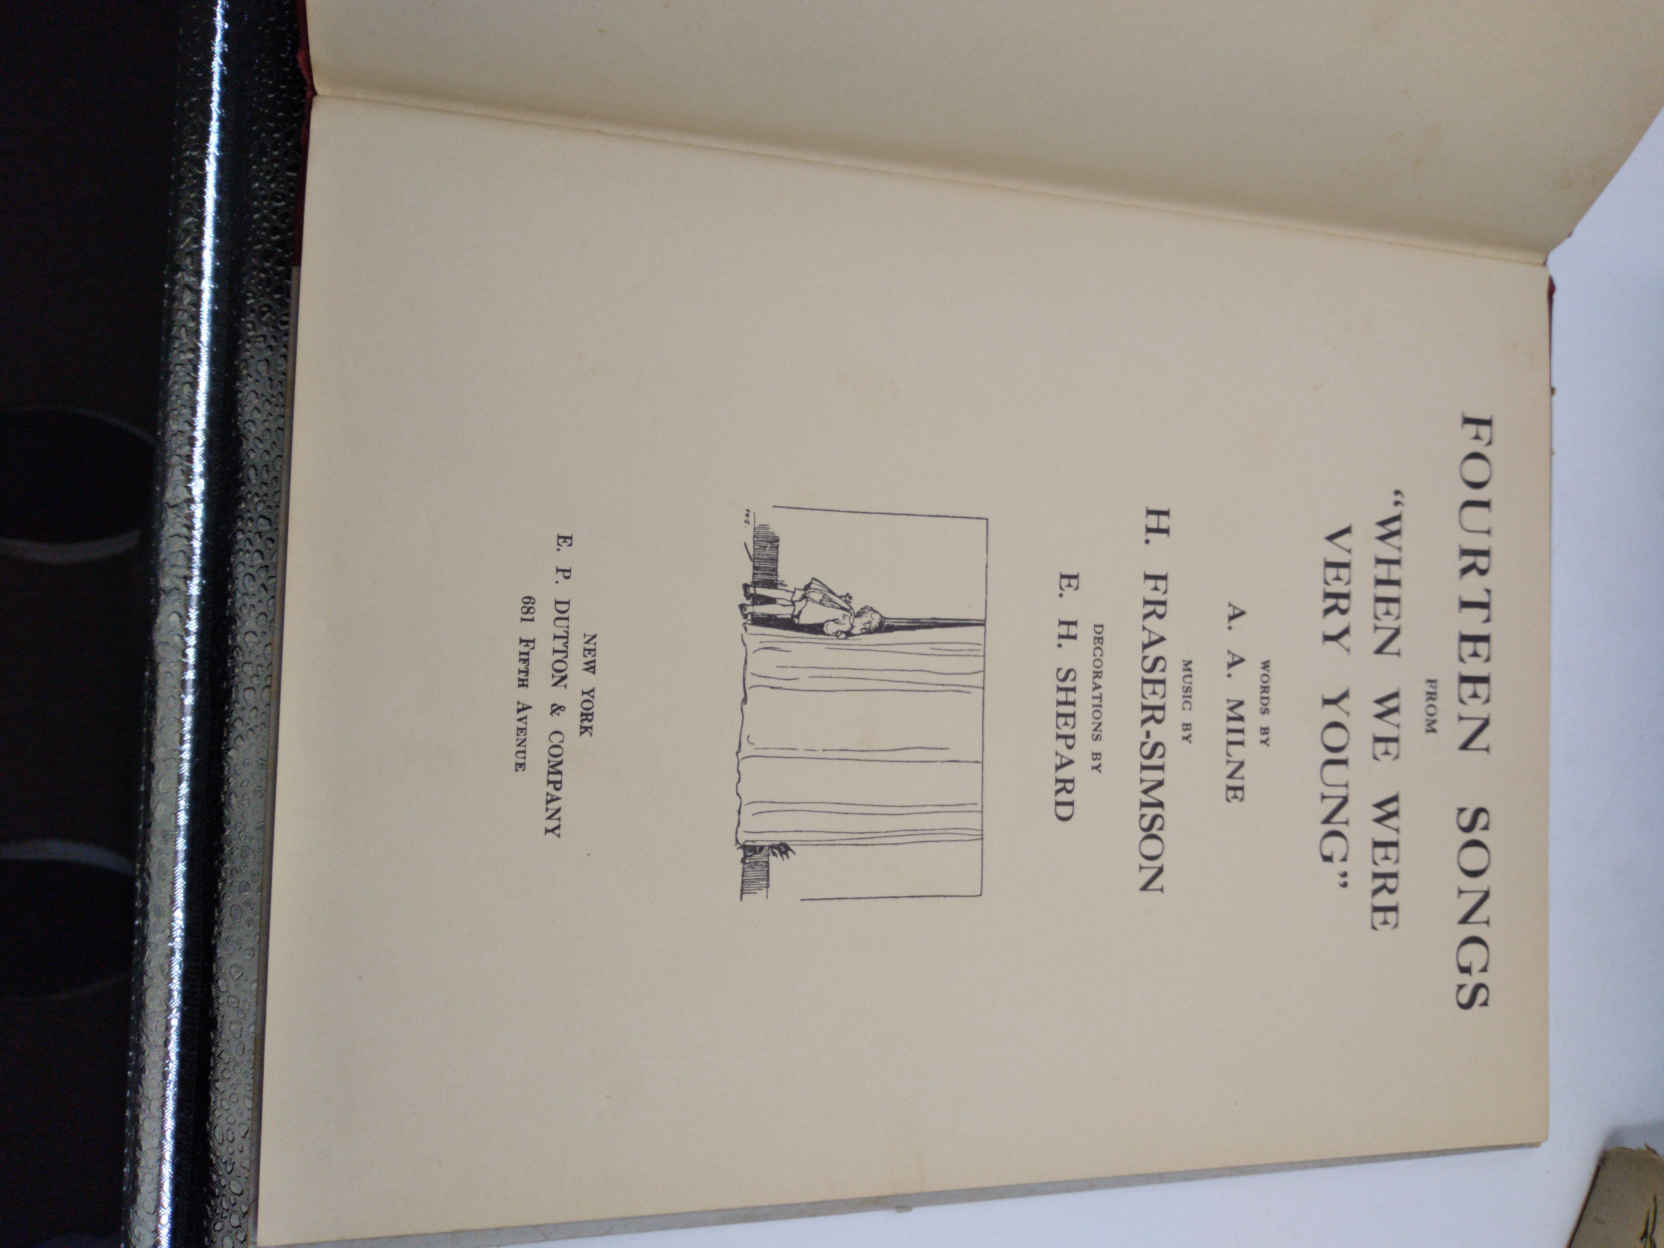 FOURTEEN SONGS
FROM
“WHEN WE WERE
VERY YOUNG”
WORDS BY
A. A. MILNE
MUSIC BY
H. FRASER-SIMSON
DECORATIONS BY
E. H. SHEPARD
NEW YORK
E. P. DUTTON & COMPANY
681 FIFTH AVENUE